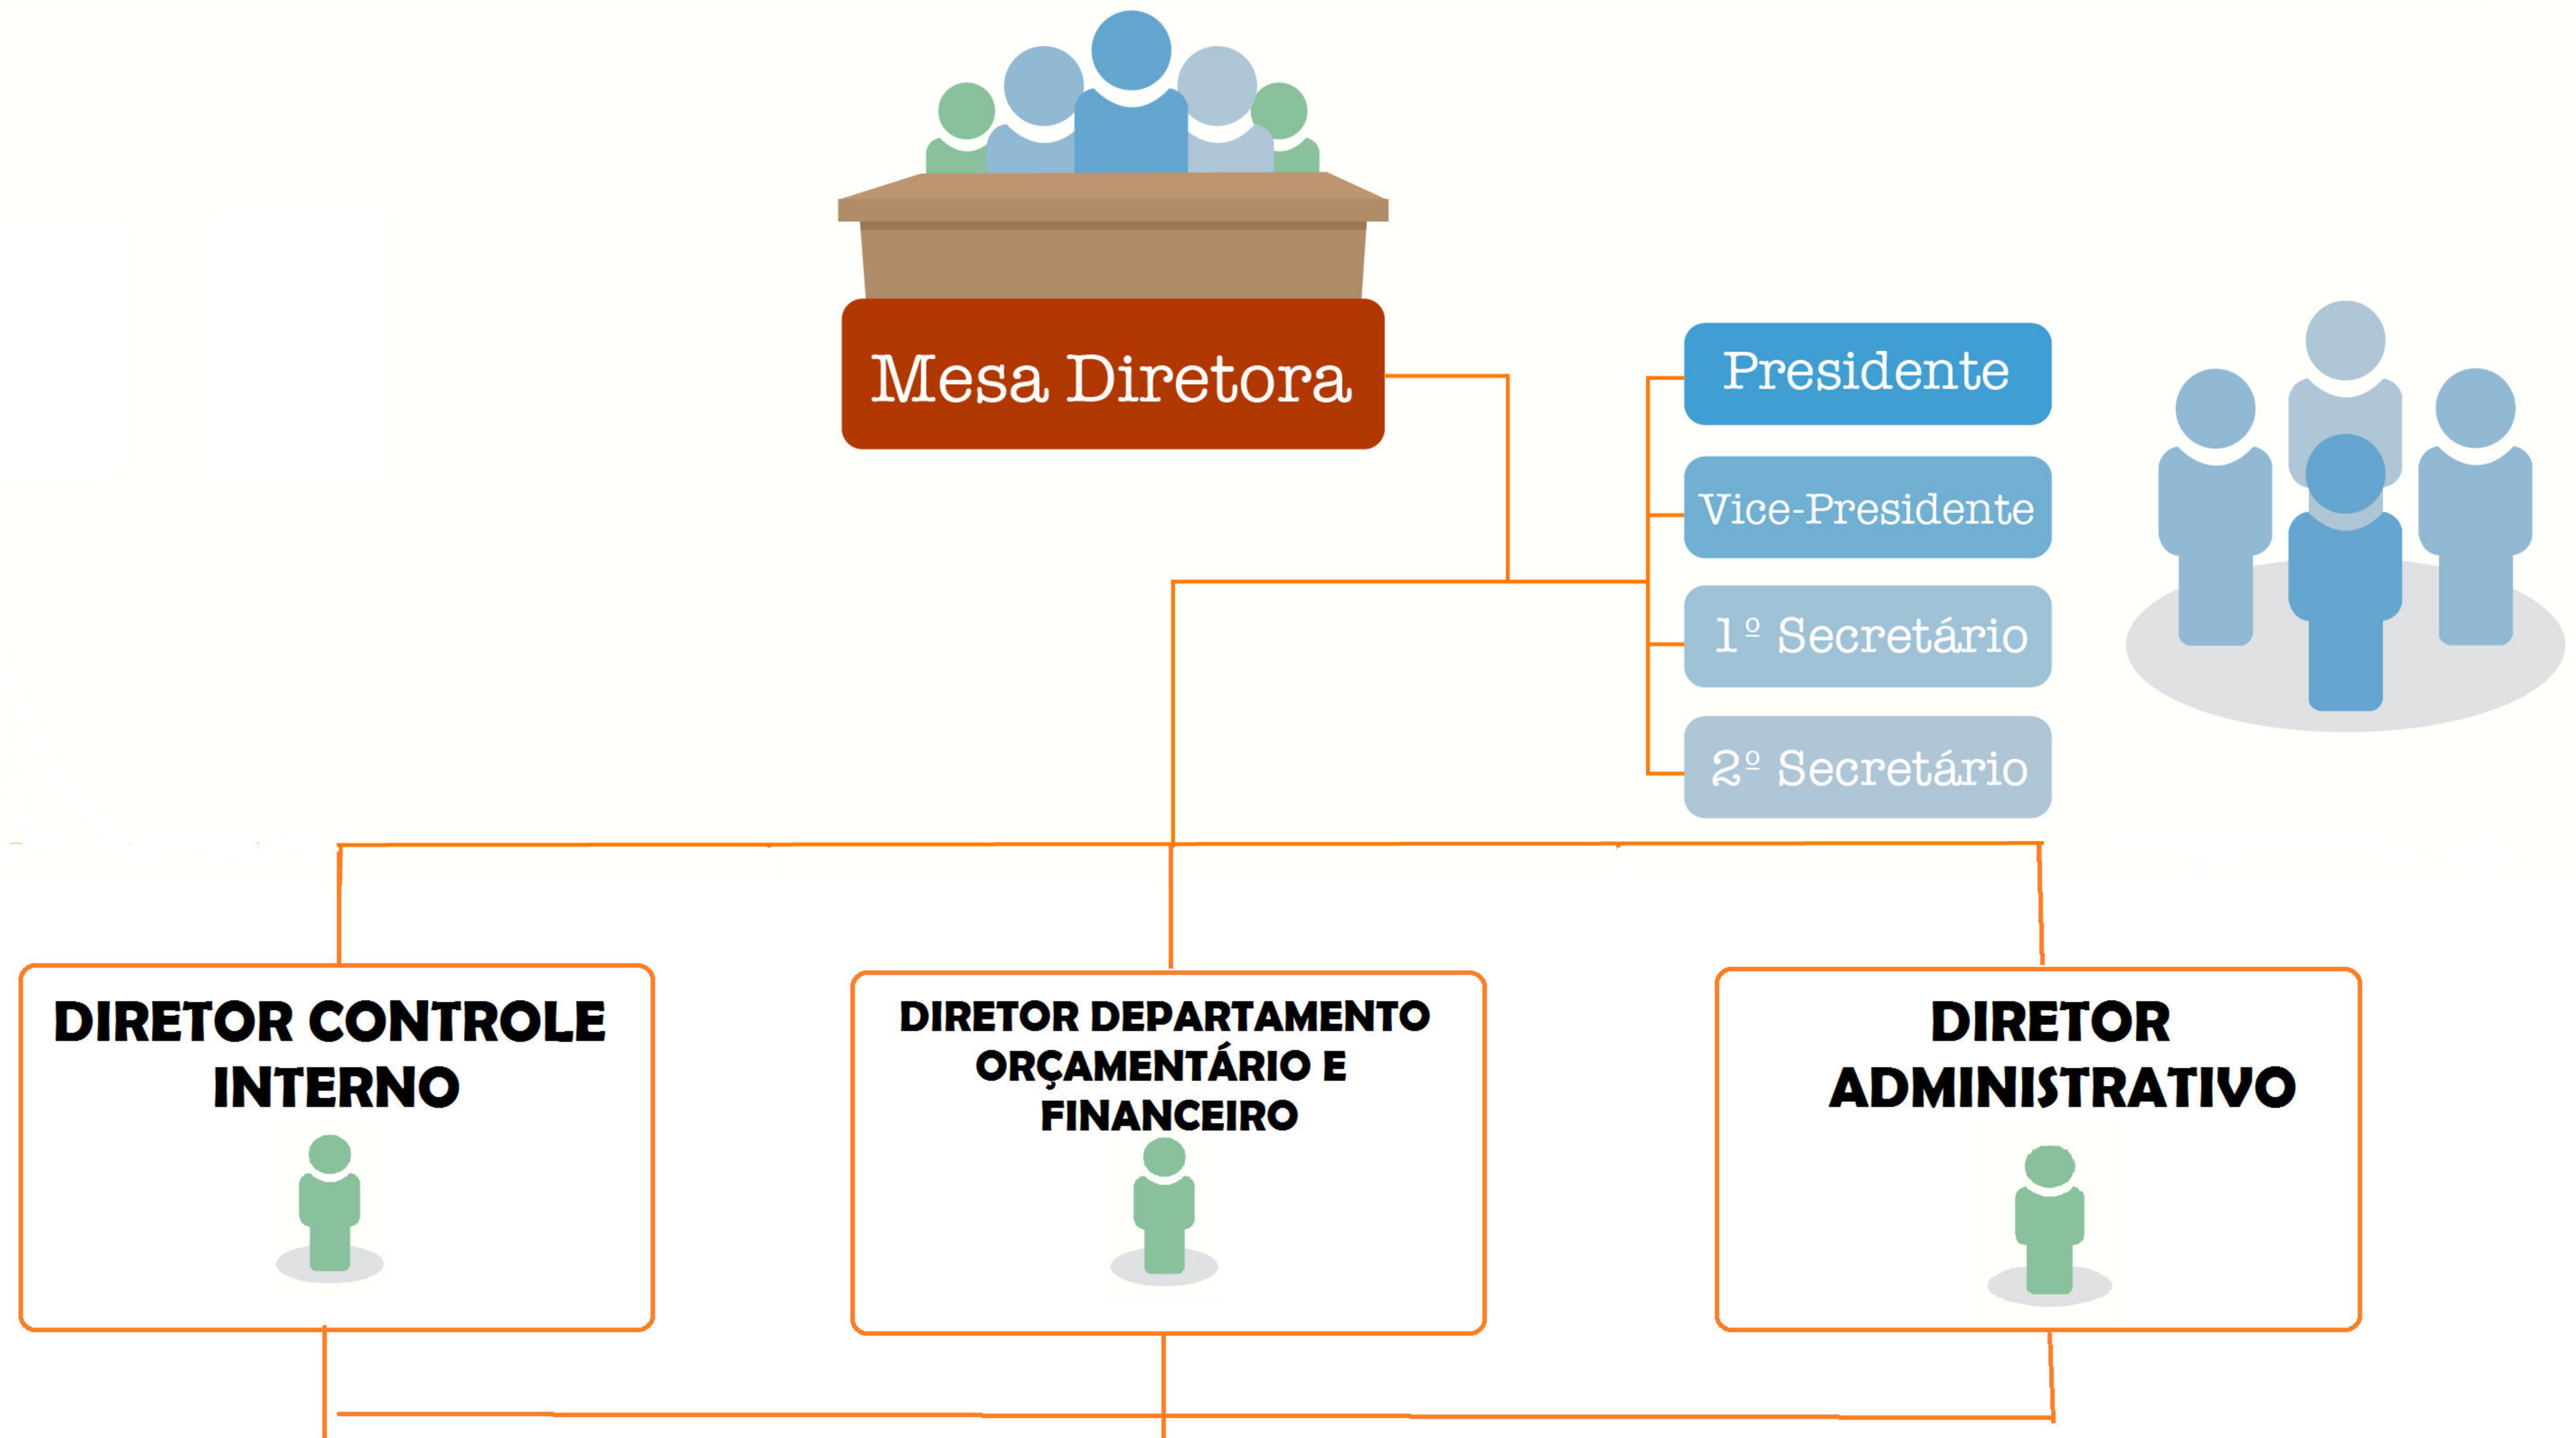 Mesa Diretora
Presidente
Vice-Presidente
1º Secretário
2º Secretário
DIRETOR CONTROLE
INTERNO
DIRETOR DEPARTAMENTO
ORÇAMENTÁRIO E
FINANCEIRO
DIRETOR
ADMINISTRATIVO